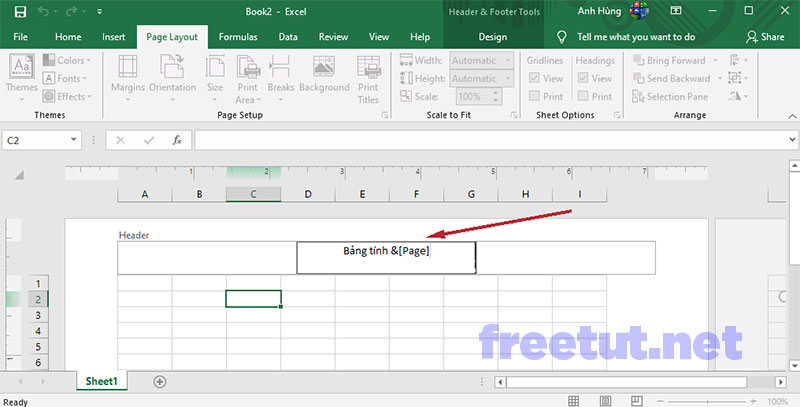 Book2 - Excel
Header & Footer Tools
Anh Hùng
File Home Insert Page Layout Formulas Data Review View Help Design Tell me what you want to do Share
Themes Colors Fonts Effects
Margins Orientation Size Print Area Breaks Background Print Titles
Width: Automatic
Height: Automatic
Scale: 100%
Gridlines Headings
View View
Print Print
Bring Forward
Send Backward
Selection Pane
Themes Page Setup Scale to Fit Sheet Options Arrange
C2 fx
1 2 3 4 5 6 7
A B C D E F G H I
Header
Bảng tính &[Page]
1
2
3
4
5
6
freetut.net
Sheet1
Ready 100%